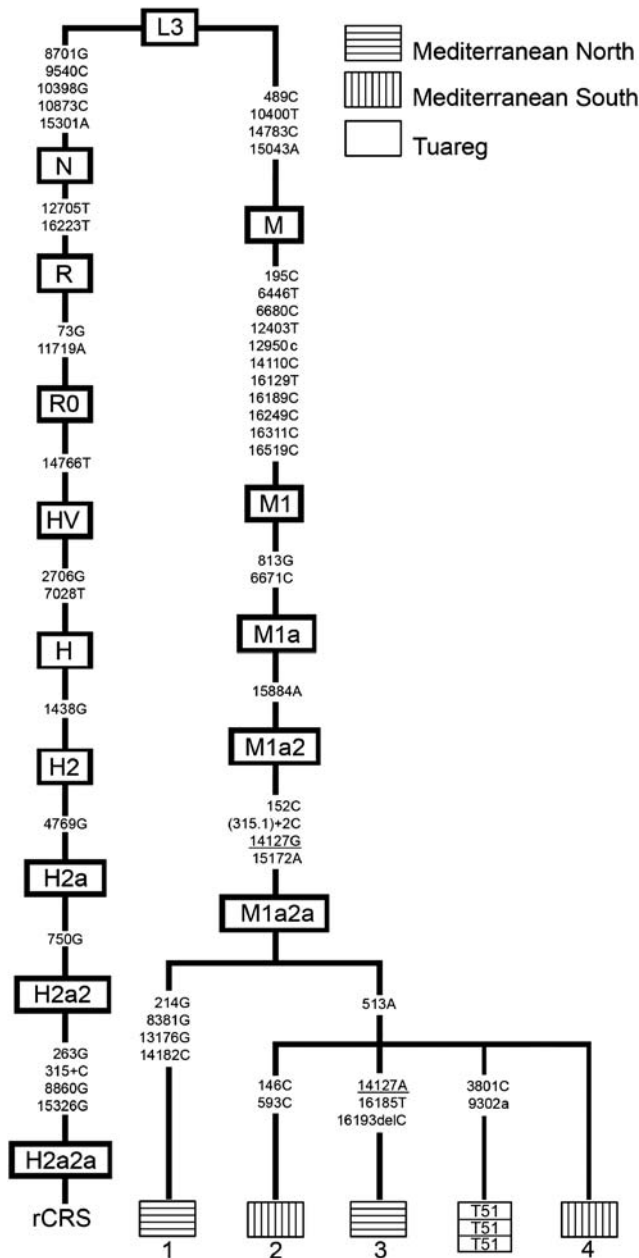 L3
Mediterranean North
Mediterranean South
Tuareg
8701G
9540C
10398G
10873C
15301A
N
12705T
16223T
R
73G
11719A
R0
14766T
HV
2706G
7028T
H
1438G
H2
4769G
H2a
750G
H2a2
263G
315+C
8860G
15326G
H2a2a
rCRS
489C
10400T
14783C
15043A
M
195C
6446T
6680C
12403T
12950c
14110C
16129T
16189C
16249C
16311C
16519C
M1
813G
6671C
M1a
15884A
M1a2
152C
(315.1)+2C
14127G
15172A
M1a2a
214G
8381G
13176G
14182C
513A
146C
593C
14127A
16185T
16193delC
3801C
9302a
T51
T51
T51
1 2 3 4